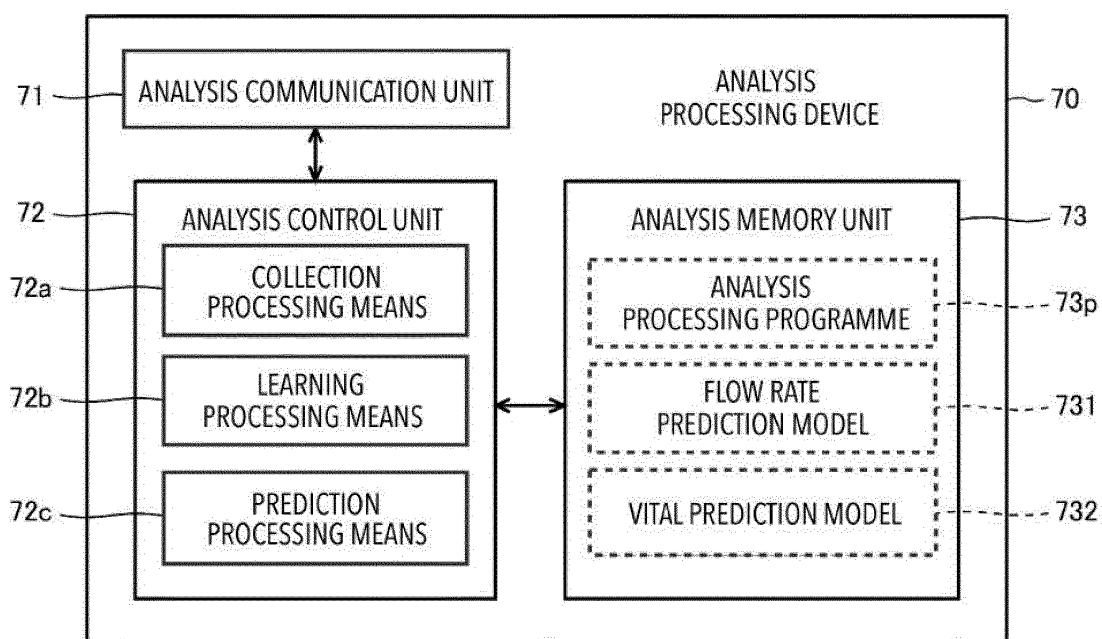 71
ANALYSIS COMMUNICATION UNIT
ANALYSIS
PROCESSING DEVICE
70
72
ANALYSIS CONTROL UNIT
72a
COLLECTION
PROCESSING MEANS
72b
LEARNING
PROCESSING MEANS
72c
PREDICTION
PROCESSING MEANS
ANALYSIS MEMORY UNIT
73
ANALYSIS
PROCESSING PROGRAMME
73p
FLOW RATE
PREDICTION MODEL
731
VITAL PREDICTION MODEL
732